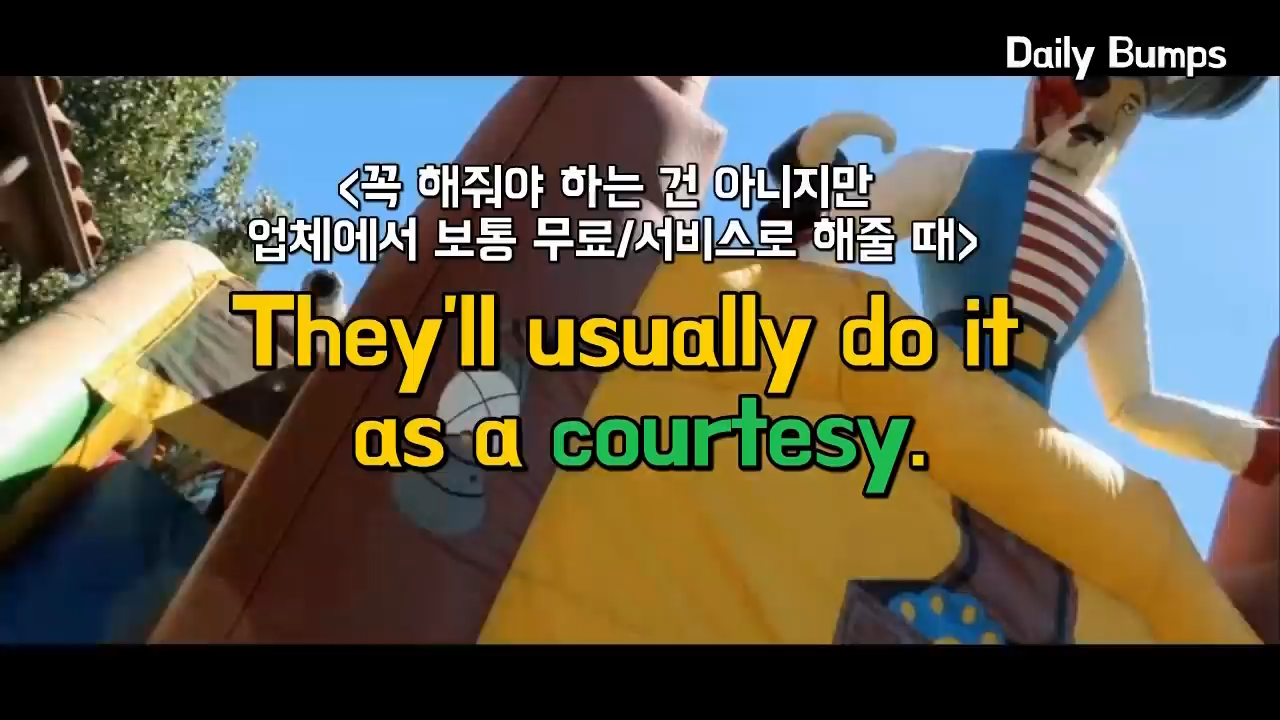 Daily Bumps
<꼭 해줘야 하는 건 아니지만
업체에서 보통 무료/서비스로 해줄 때>
They'll usually do it
as a courtesy.